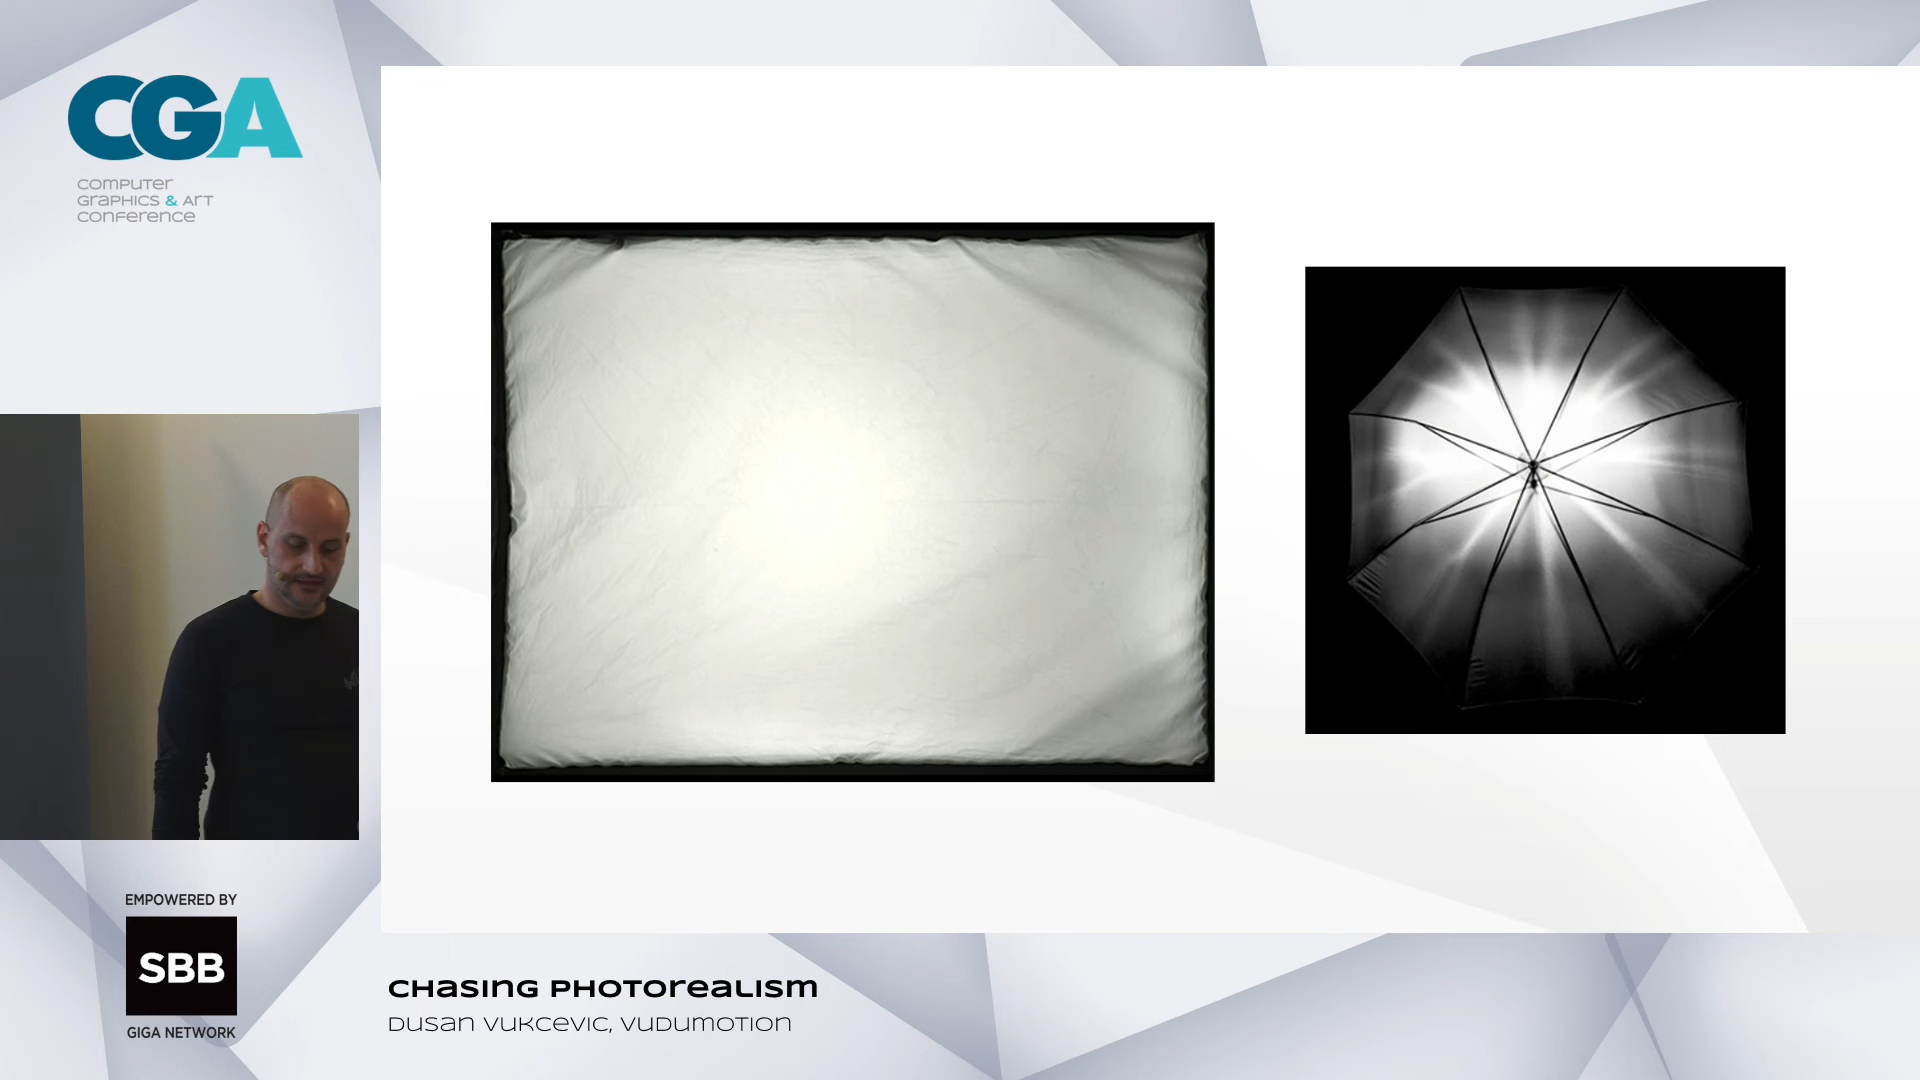 CGA
COMPUTER
GRAPHICS & ART
CONFERENCE
EMPOWERED BY
SBB
GIGA NETWORK
CHASING PHOTOREALISM
DUSAN VUKCEVIC, VUDUMOTION